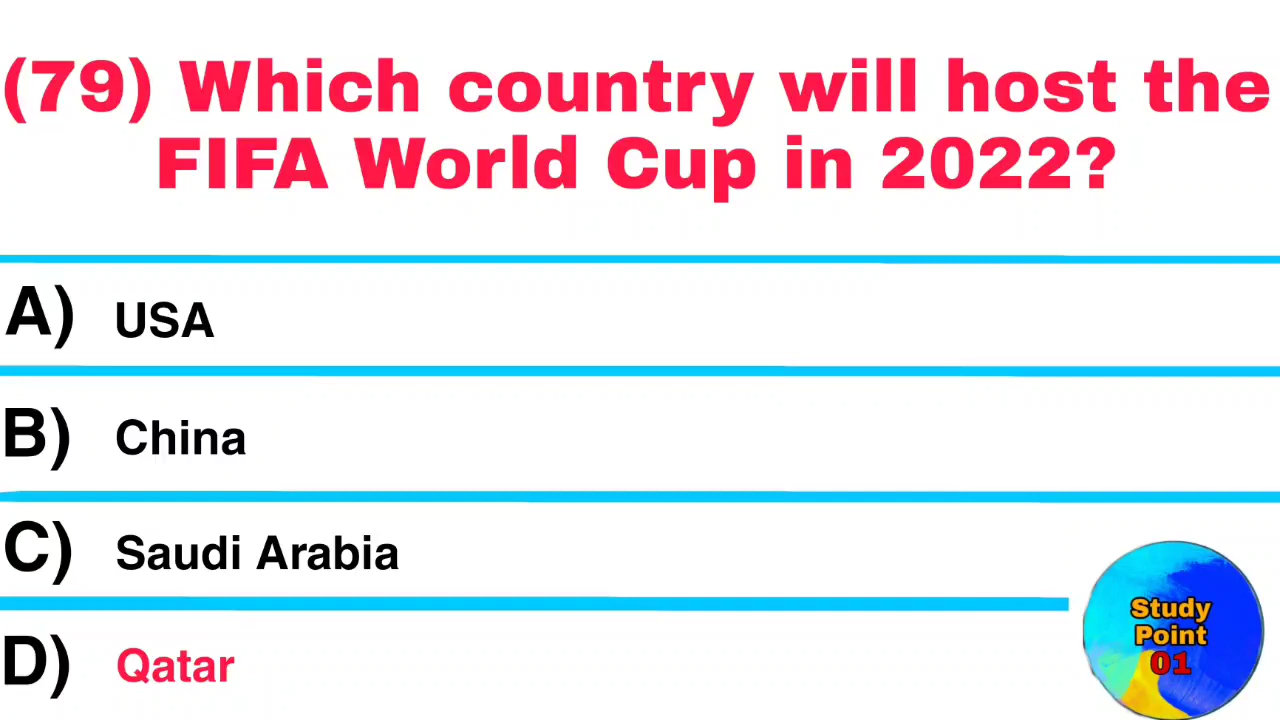 (79) Which country will host the
FIFA World Cup in 2022?
A) USA
B) China
C) Saudi Arabia
D) Qatar
Study
Point
01